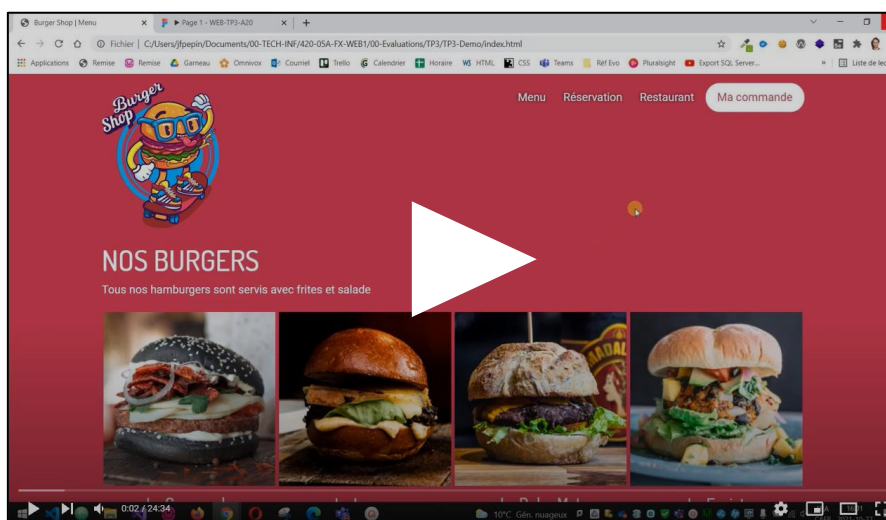 Burger Shop | Menu
Page 1 - WEB-TP3-A20
Fichier | C:/Users/jfpepin/Documents/00-TECH-INF/420-05A-FX-WEB1/00-Evaluations/TP3/TP3-Demo/index.html
Applications Remise Remise Garneau Omnivox Courriel Trello Calendrier Horaire HTML CSS Teams Réf Evo Pluralsight Export SQL Server... » Liste de lec
Burger Shop
Menu Réservation Restaurant Ma commande
NOS BURGERS
Tous nos hamburgers sont servis avec frites et salade
0:02 / 24:34
10°C Gén. nuageux